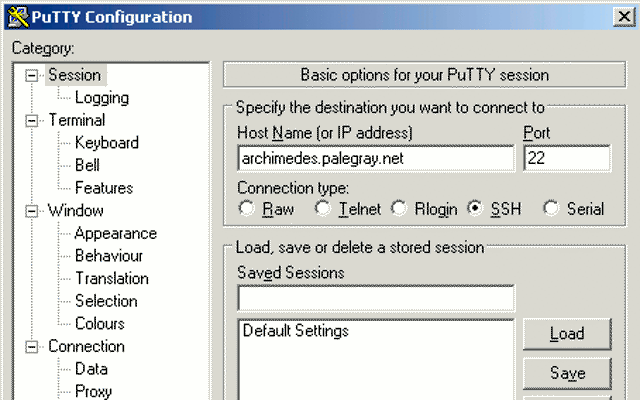 PuTTY Configuration
Category:
Session
Logging
Terminal
Keyboard
Bell
Features
Window
Appearance
Behaviour
Translation
Selection
Colours
Connection
Data
Proxy
Basic options for your PuTTY session
Specify the destination you want to connect to
Host Name (or IP address) Port
archimedes.palegray.net 22
Connection type:
Raw Telnet Rlogin SSH Serial
Load, save or delete a stored session
Saved Sessions
Default Settings
Load
Save